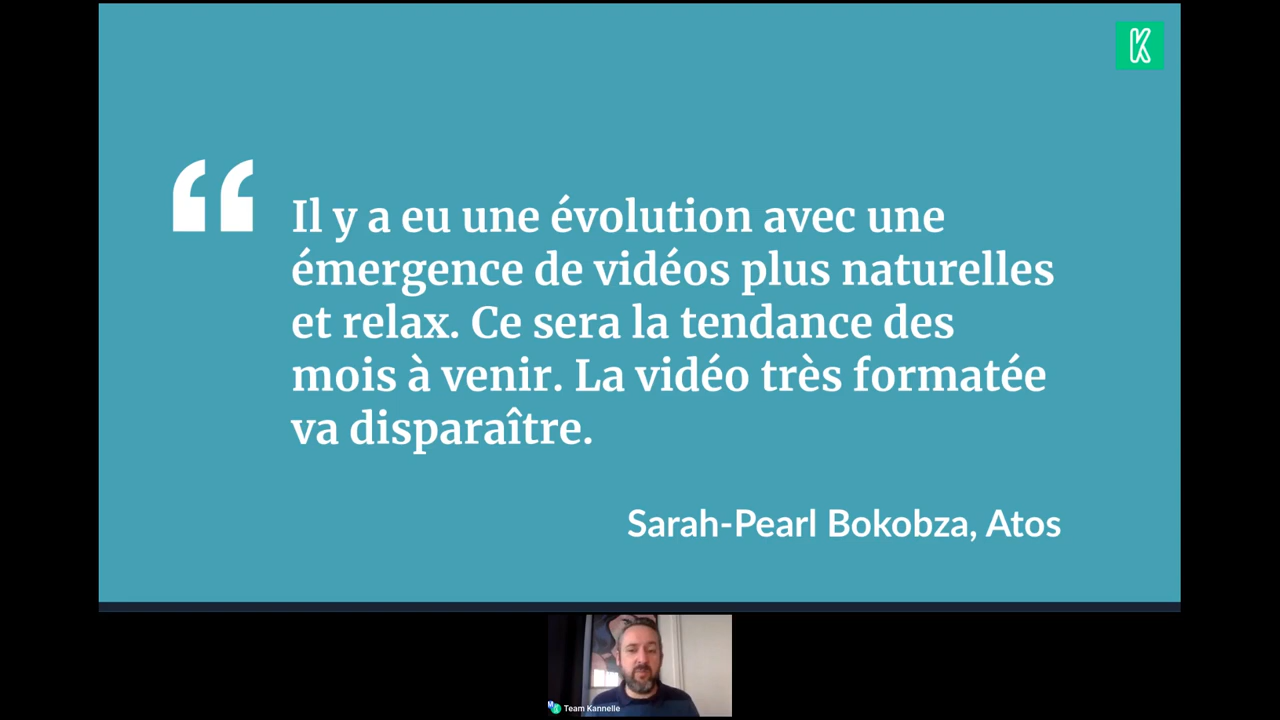 K
“ Il y a eu une évolution avec une
émergence de vidéos plus naturelles
et relax. Ce sera la tendance des
mois à venir. La vidéo très formatée
va disparaître.
Sarah-Pearl Bokobza, Atos
Team Kannelle